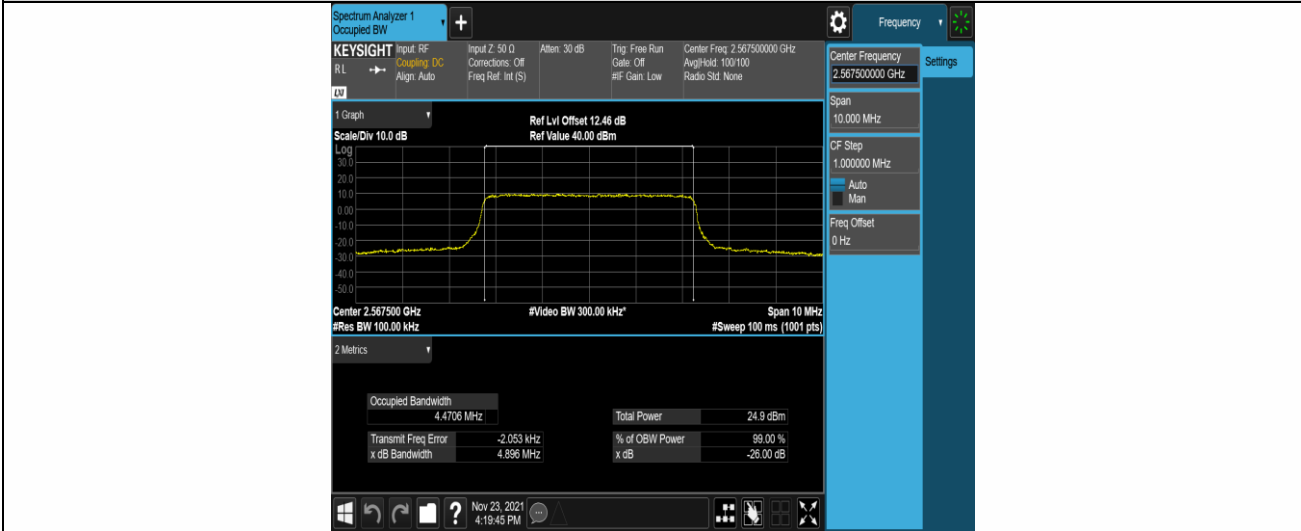 Spectrum Analyzer 1
Occupied BW
+
Frequency
KEYSIGHT
RL
LXI
Input: RF
Coupling: DC
Align: Auto
Input Z: 50 Ω
Corrections: Off
Freq Ref: Int (S)
Atten: 30 dB
Trig: Free Run
Gate: Off
#IF Gain: Low
Center Freq: 2.567500000 GHz
Avg|Hold: 100/100
Radio Std: None
Center Frequency
2.567500000 GHz
Settings
Span
10.000 MHz
CF Step
1.000000 MHz
Auto
Man
Freq Offset
0 Hz
1 Graph
Ref Lvl Offset 12.46 dB
Scale/Div 10.0 dB
Ref Value 40.00 dBm
Log
30.0
20.0
10.0
0.00
-10.0
-20.0
-30.0
-40.0
-50.0
Center 2.567500 GHz
#Video BW 300.00 kHz*
Span 10 MHz
#Res BW 100.00 kHz
#Sweep 100 ms (1001 pts)
2 Metrics
Occupied Bandwidth
4.4706 MHz
Total Power 24.9 dBm
Transmit Freq Error -2.053 kHz
% of OBW Power 99.00 %
x dB Bandwidth 4.896 MHz
x dB -26.00 dB
?
Nov 23, 2021
4:19:45 PM